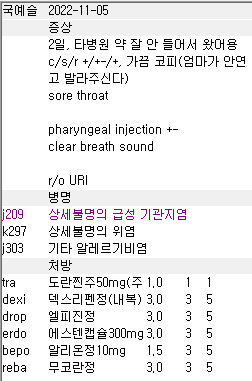 국예슬 2022-11-05
증상
2일, 타병원 약 잘 안 들어서 왔어용
c/s/r +/+-/+, 가끔 코피(엄마가 안연
고 발라주신다)
sore throat
pharyngeal injection +-
clear breath sound
r/o URI
병명
j209 상세불명의 급성 기관지염
k297 상세불명의 위염
j303 기타 알레르기비염
처방
tra 도란찐주50mg(주 1,0 1 1
dexi 덱스리펜정(내복) 3,0 3 5
drop 엘피진정 3,0 3 5
erdo 에스텐캡슐300mg 3,0 3 5
bepo 알리온정10mg 1,5 3 5
reba 무코란정 3,0 3 5